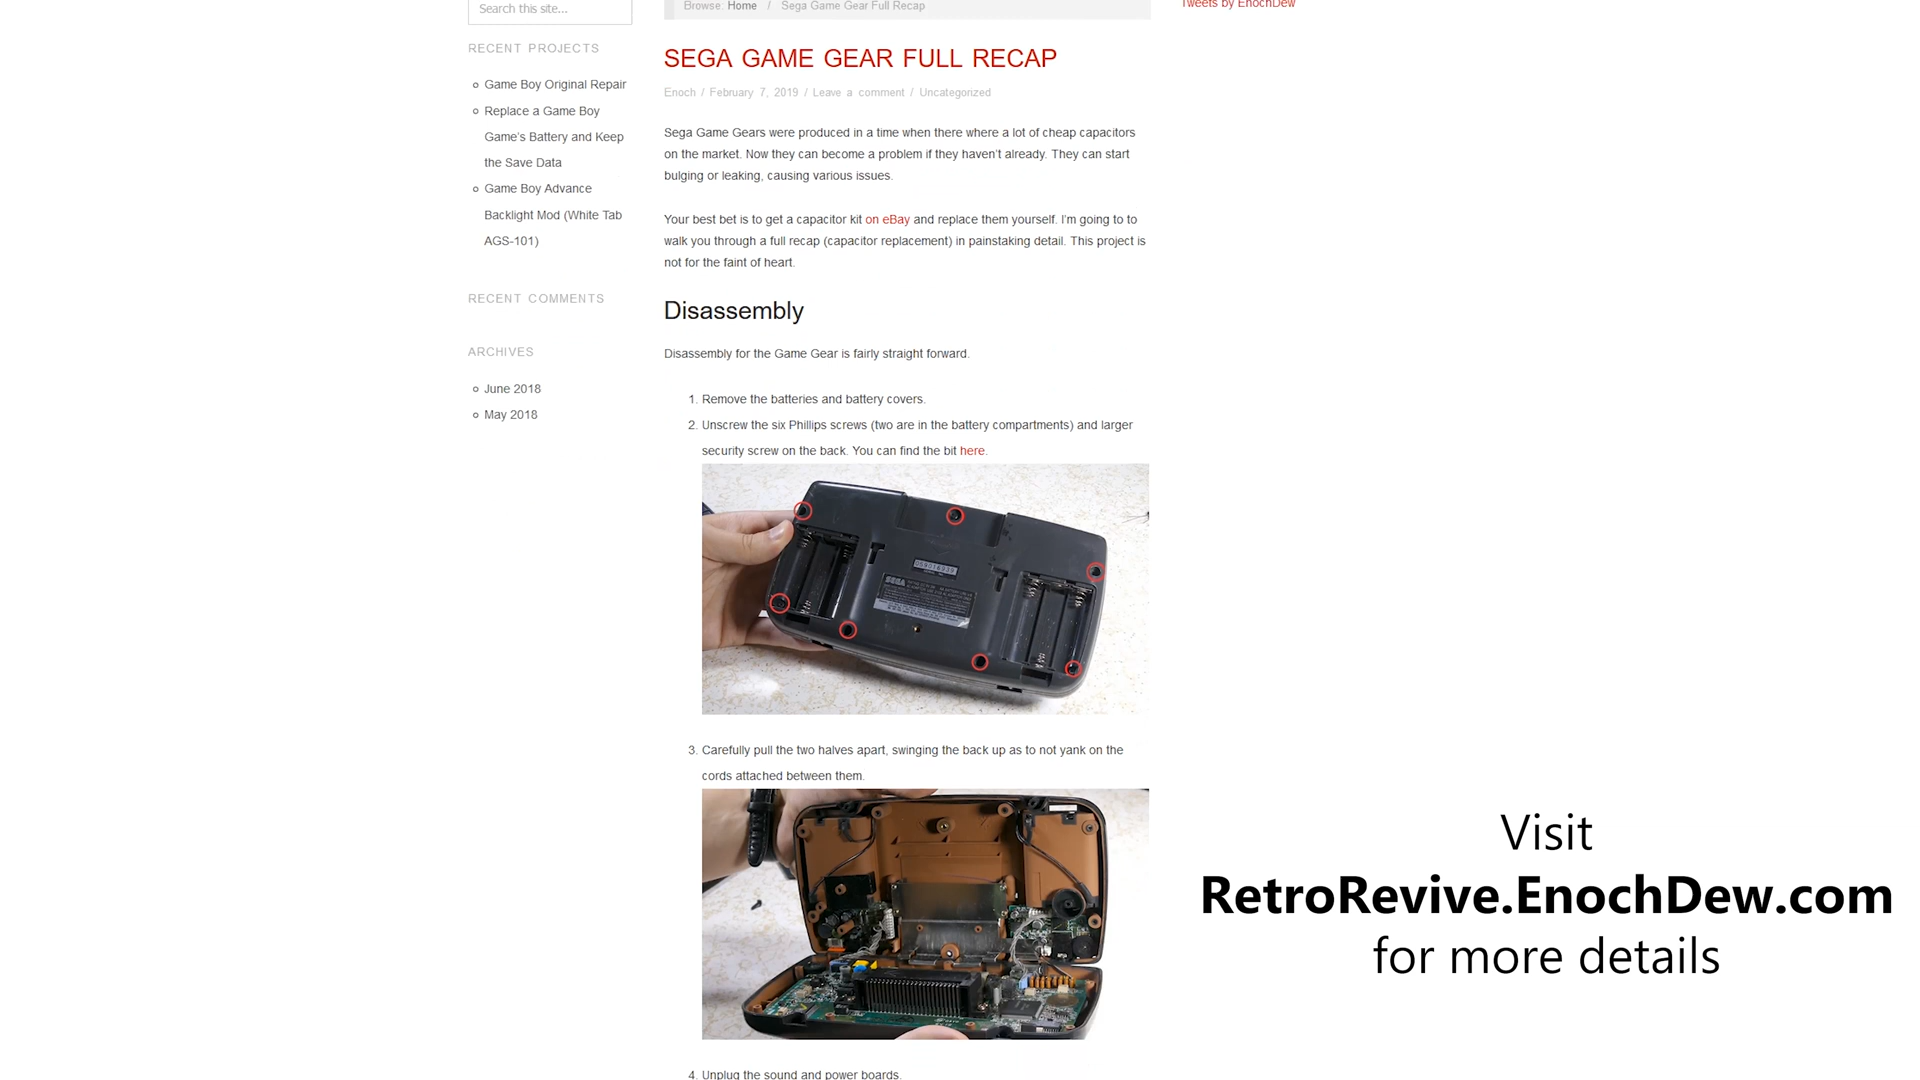 Search this site...
RECENT PROJECTS
Game Boy Original Repair
Replace a Game Boy
Game's Battery and Keep
the Save Data
Game Boy Advance
Backlight Mod (White Tab
AGS-101)
RECENT COMMENTS
ARCHIVES
June 2018
May 2018
Browse: Home / Sega Game Gear Full Recap
SEGA GAME GEAR FULL RECAP
Enoch / February 7, 2019 / Leave a comment / Uncategorized
Sega Game Gears were produced in a time when there where a lot of cheap capacitors
on the market. Now they can become a problem if they haven't already. They can start
bulging or leaking, causing various issues.
Your best bet is to get a capacitor kit on eBay and replace them yourself. I'm going to to
walk you through a full recap (capacitor replacement) in painstaking detail. This project is
not for the faint of heart.
Disassembly
Disassembly for the Game Gear is fairly straight forward.
1. Remove the batteries and battery covers.
2. Unscrew the six Phillips screws (two are in the battery compartments) and larger
security screw on the back. You can find the bit here.
SEGA
3. Carefully pull the two halves apart, swinging the back up as to not yank on the
cords attached between them.
4. Unplug the sound and power boards.
Tweets by EnochDew
Visit
RetroRevive.EnochDew.com
for more details